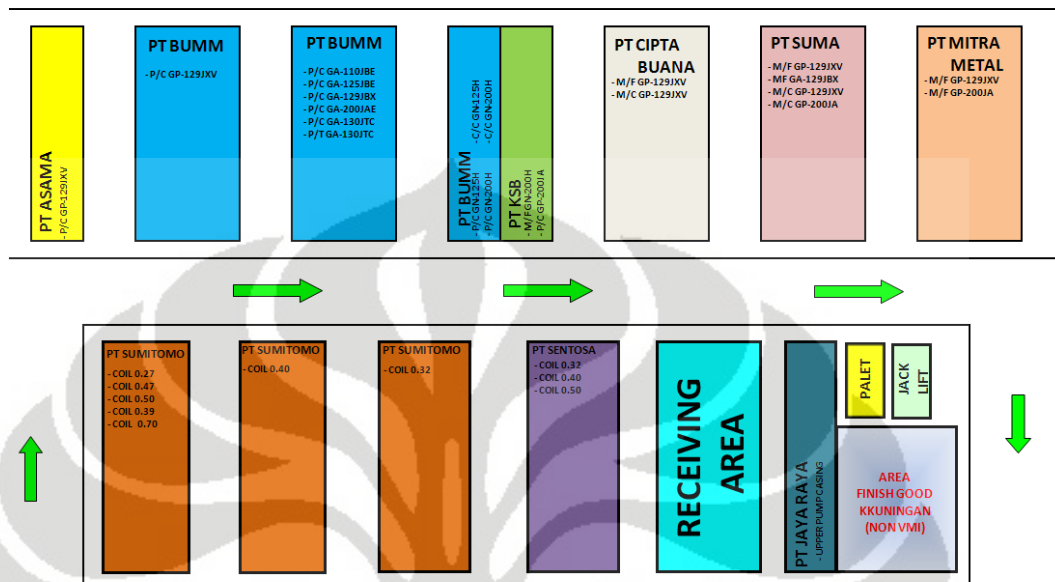 PT ASAMA
- P/C GP-129JXV
PT BUMM
- P/C GP-129JXV
PT BUMM
- P/C GA-110JBE
- P/C GA-125JBE
- P/C GA-129JBX
- P/C GA-200JAE
- P/C GA-130JTC
- P/T GA-130JTC
PT BUMM
- P/C GN-125H
- P/C GN-200H
- C/C GN-125H
- C/C GN-200H
PT KSB
- M/F GN-200H
- P/C GP-200JA
PT CIPTA
BUANA
- M/F GP-129JXV
- M/C GP-129JXV
PT SUMA
- M/F GP-129JXV
- MF GA-129JBX
- M/C GP-129JXV
- M/C GP-200JA
PT MITRA
METAL
- M/F GP-129JXV
- M/F GP-200JA
PT SUMITOMO
- COIL 0.27
- COIL 0.47
- COIL 0.50
- COIL 0.39
- COIL 0.70
PT SUMITOMO
- COIL 0.40
PT SUMITOMO
- COIL 0.32
PT SENTOSA
- COIL 0.32
- COIL 0.40
- COIL 0.50
RECEIVING
AREA
PT JAYA RAYA
- UPPER PUMP CASING
PALET
JACK
LIFT
AREA
FINISH GOOD
KKUNINGAN
(NON VMI)